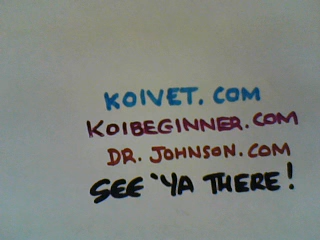 KOIVET. COM
KOIBEGINNER. COM
DR. JOHNSON. COM
SEE 'YA THERE!